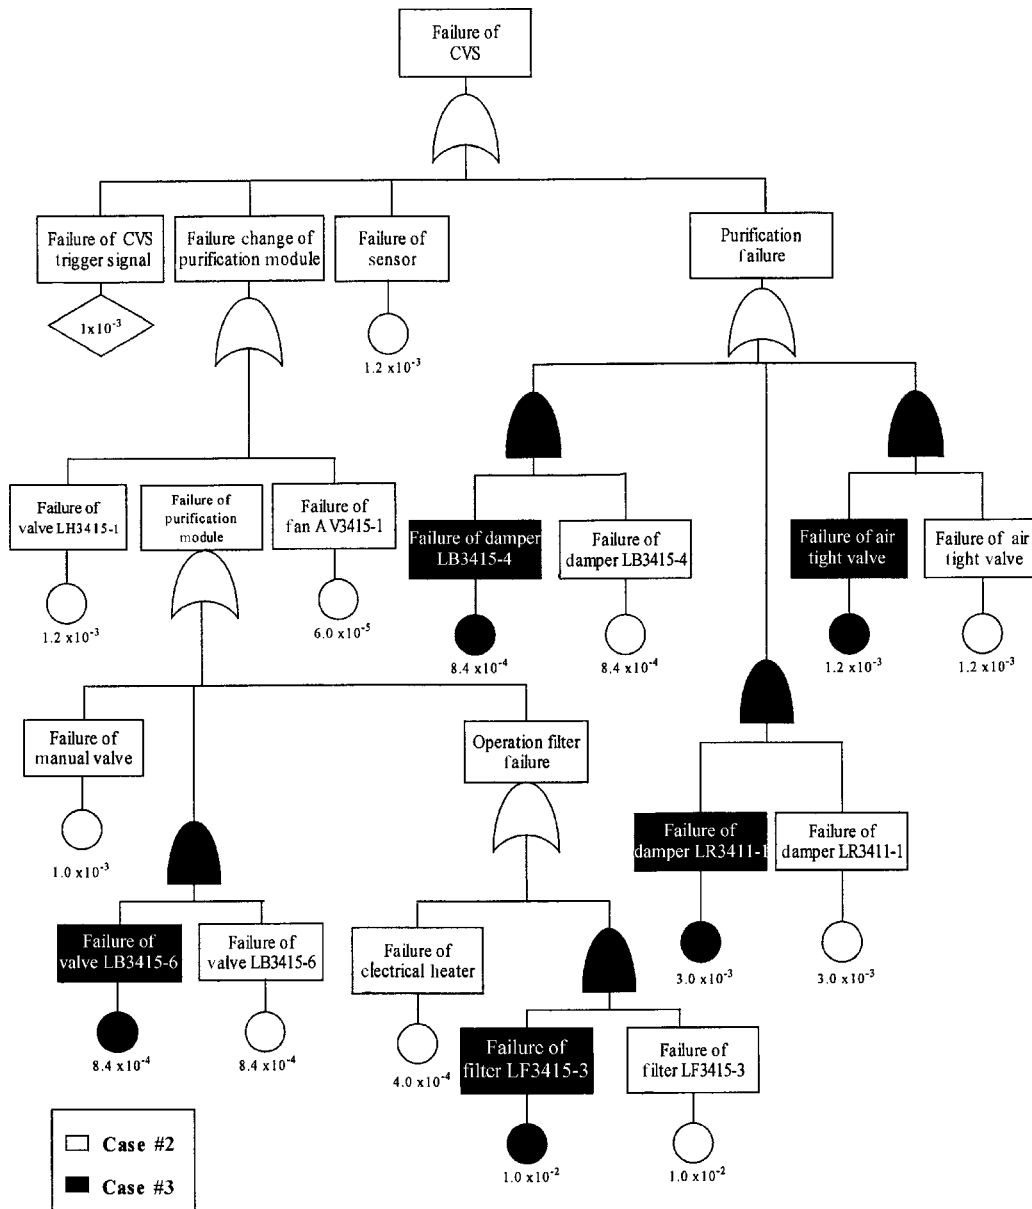 Failure of
CVS
Failure of CVS
trigger signal
Failure change of
purification module
Failure of
sensor
Purification
failure
1x10⁻³
1.2 x10⁻³
Failure of
valve LH3415-1
Failure of
purification
module
Failure of
fan AV3415-1
Failure of damper
LB3415-4
Failure of
damper LB3415-4
Failure of air
tight valve
Failure of air
tight valve
1.2 x10⁻³
6.0 x10⁻⁵
8.4 x10⁻⁴
8.4 x10⁻⁴
1.2 x10⁻³
1.2 x10⁻³
Failure of
manual valve
Operation filter
failure
1.0 x10⁻³
Failure of
damper LR3411-1
Failure of
damper LR3411-1
Failure of
valve LB3415-6
Failure of
valve LB3415-6
Failure of
electrical heater
3.0 x10⁻³
3.0 x10⁻³
8.4 x10⁻⁴
8.4 x10⁻⁴
4.0 x10⁻⁴
Failure of
filter LF3415-3
Failure of
filter LF3415-3
1.0 x10⁻²
1.0 x10⁻²
Case #2
Case #3